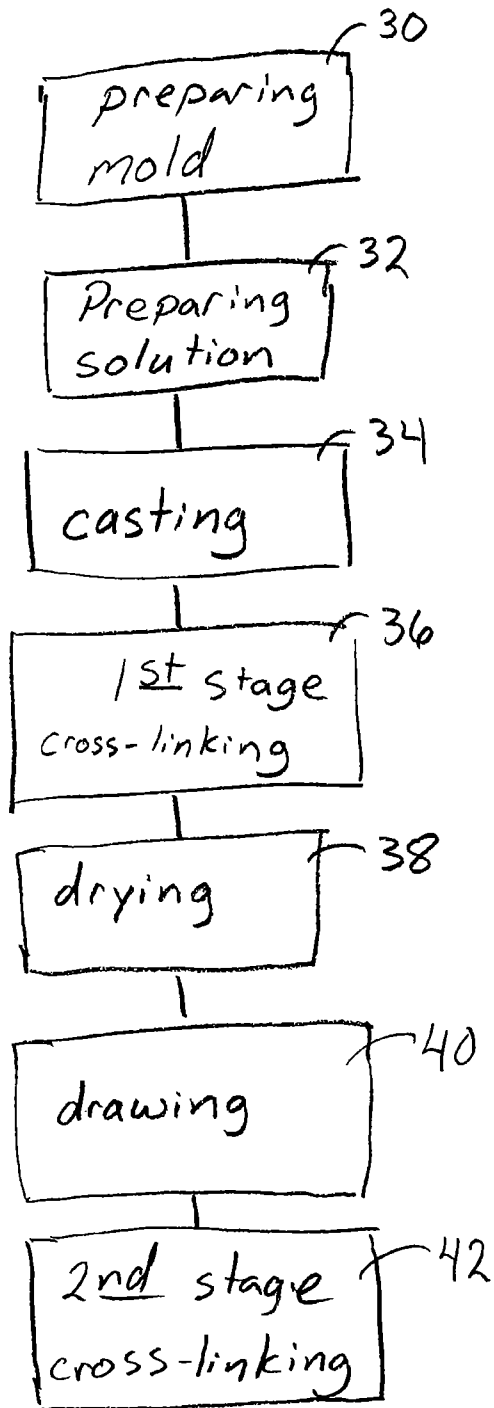 30
preparing
mold
32
Preparing
solution
34
casting
36
1st stage
cross-linking
38
drying
40
drawing
42
2nd stage
cross-linking